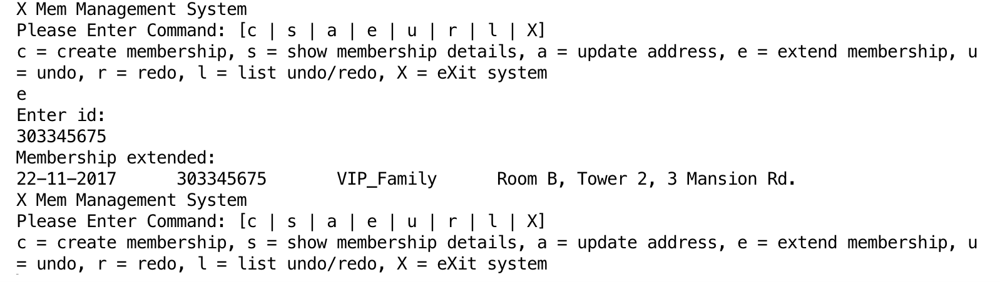 X Mem Management System
Please Enter Command: [c | s | a | e | u | r | l | X]
c = create membership, s = show membership details, a = update address, e = extend membership, u
= undo, r = redo, l = list undo/redo, X = eXit system
e
Enter id:
303345675
Membership extended:
22-11-2017      303345675       VIP_Family      Room B, Tower 2, 3 Mansion Rd.
X Mem Management System
Please Enter Command: [c | s | a | e | u | r | l | X]
c = create membership, s = show membership details, a = update address, e = extend membership, u
= undo, r = redo, l = list undo/redo, X = eXit system